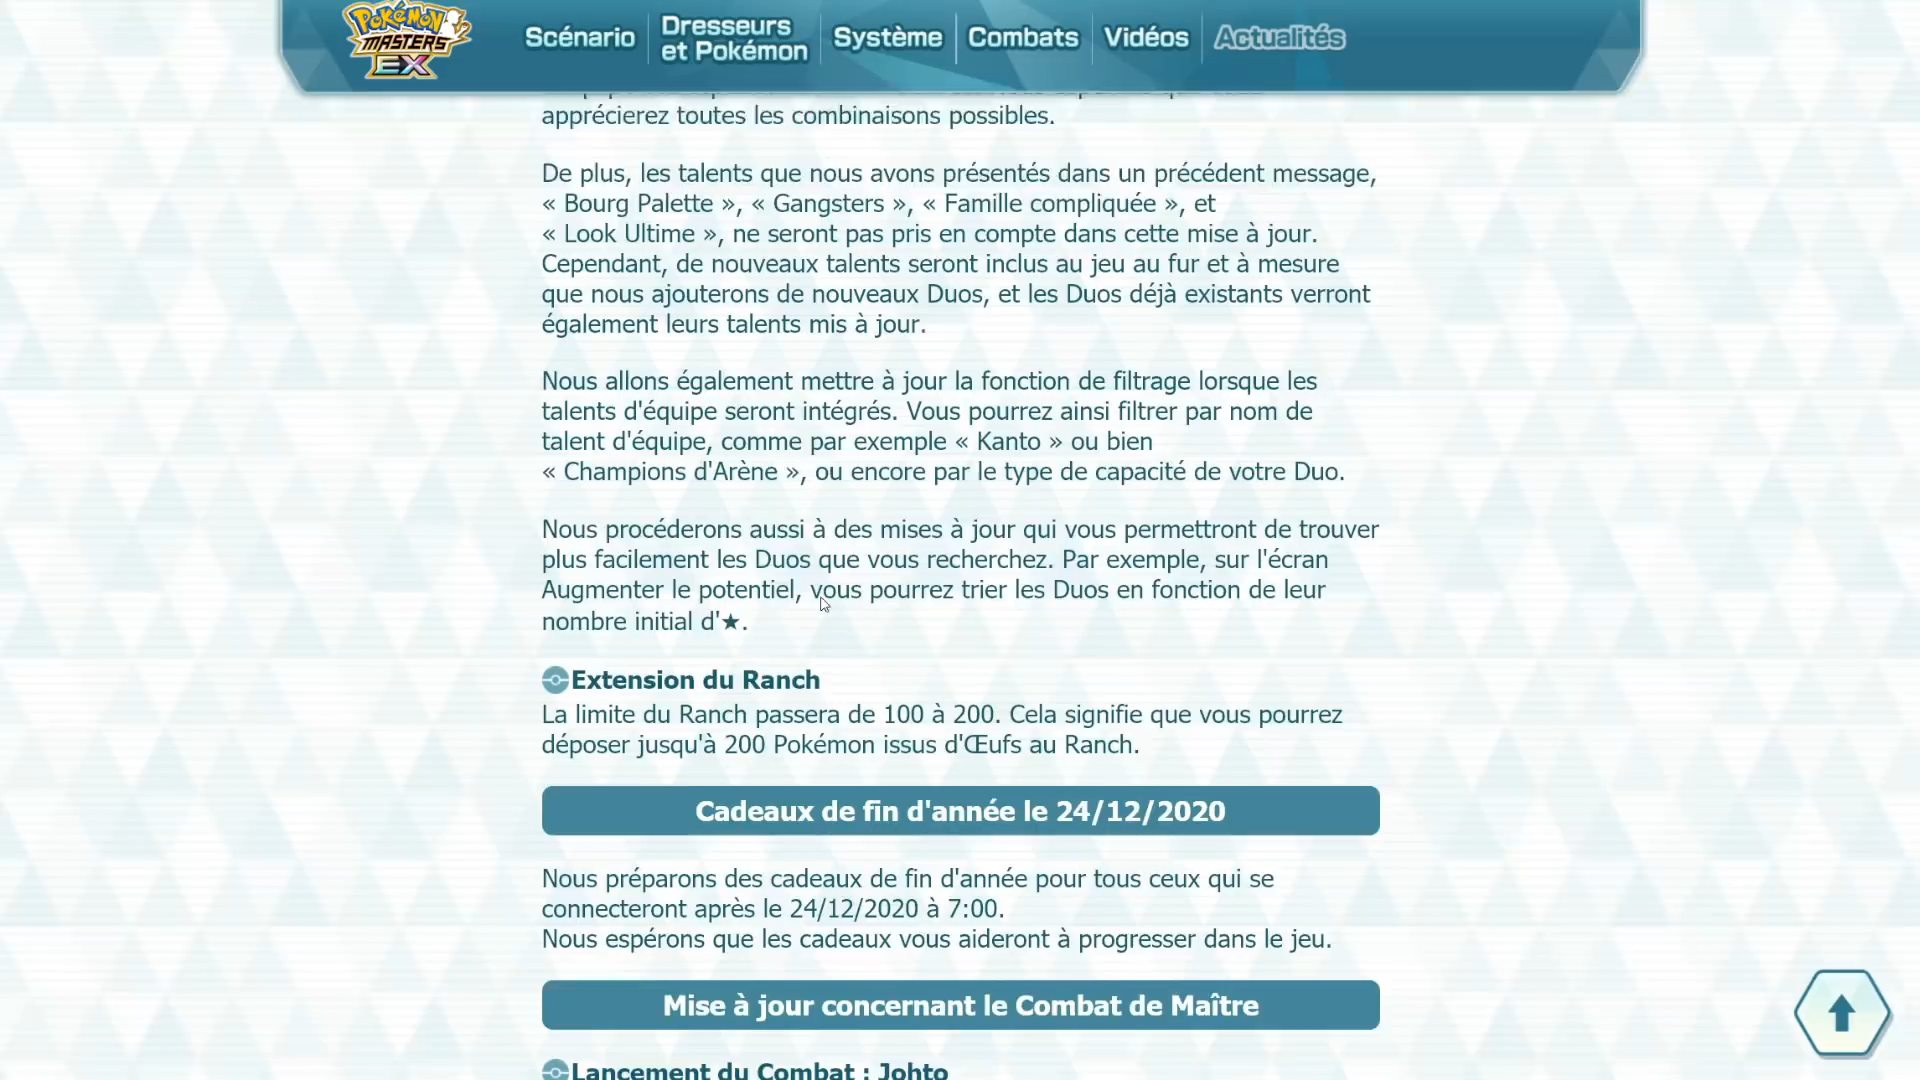 Pokémon
MASTERS
EX
Scénario
Dresseurs
et Pokémon
Système
Combats
Vidéos
Actualités
apprécierez toutes les combinaisons possibles.
De plus, les talents que nous avons présentés dans un précédent message,
« Bourg Palette », « Gangsters », « Famille compliquée », et
« Look Ultime », ne seront pas pris en compte dans cette mise à jour.
Cependant, de nouveaux talents seront inclus au jeu au fur et à mesure
que nous ajouterons de nouveaux Duos, et les Duos déjà existants verront
également leurs talents mis à jour.
Nous allons également mettre à jour la fonction de filtrage lorsque les
talents d'équipe seront intégrés. Vous pourrez ainsi filtrer par nom de
talent d'équipe, comme par exemple « Kanto » ou bien
« Champions d'Arène », ou encore par le type de capacité de votre Duo.
Nous procéderons aussi à des mises à jour qui vous permettront de trouver
plus facilement les Duos que vous recherchez. Par exemple, sur l'écran
Augmenter le potentiel, vous pourrez trier les Duos en fonction de leur
nombre initial d'★.
Extension du Ranch
La limite du Ranch passera de 100 à 200. Cela signifie que vous pourrez
déposer jusqu'à 200 Pokémon issus d'Œufs au Ranch.
Cadeaux de fin d'année le 24/12/2020
Nous préparons des cadeaux de fin d'année pour tous ceux qui se
connecteront après le 24/12/2020 à 7:00.
Nous espérons que les cadeaux vous aideront à progresser dans le jeu.
Mise à jour concernant le Combat de Maître
Lancement du Combat : Johto